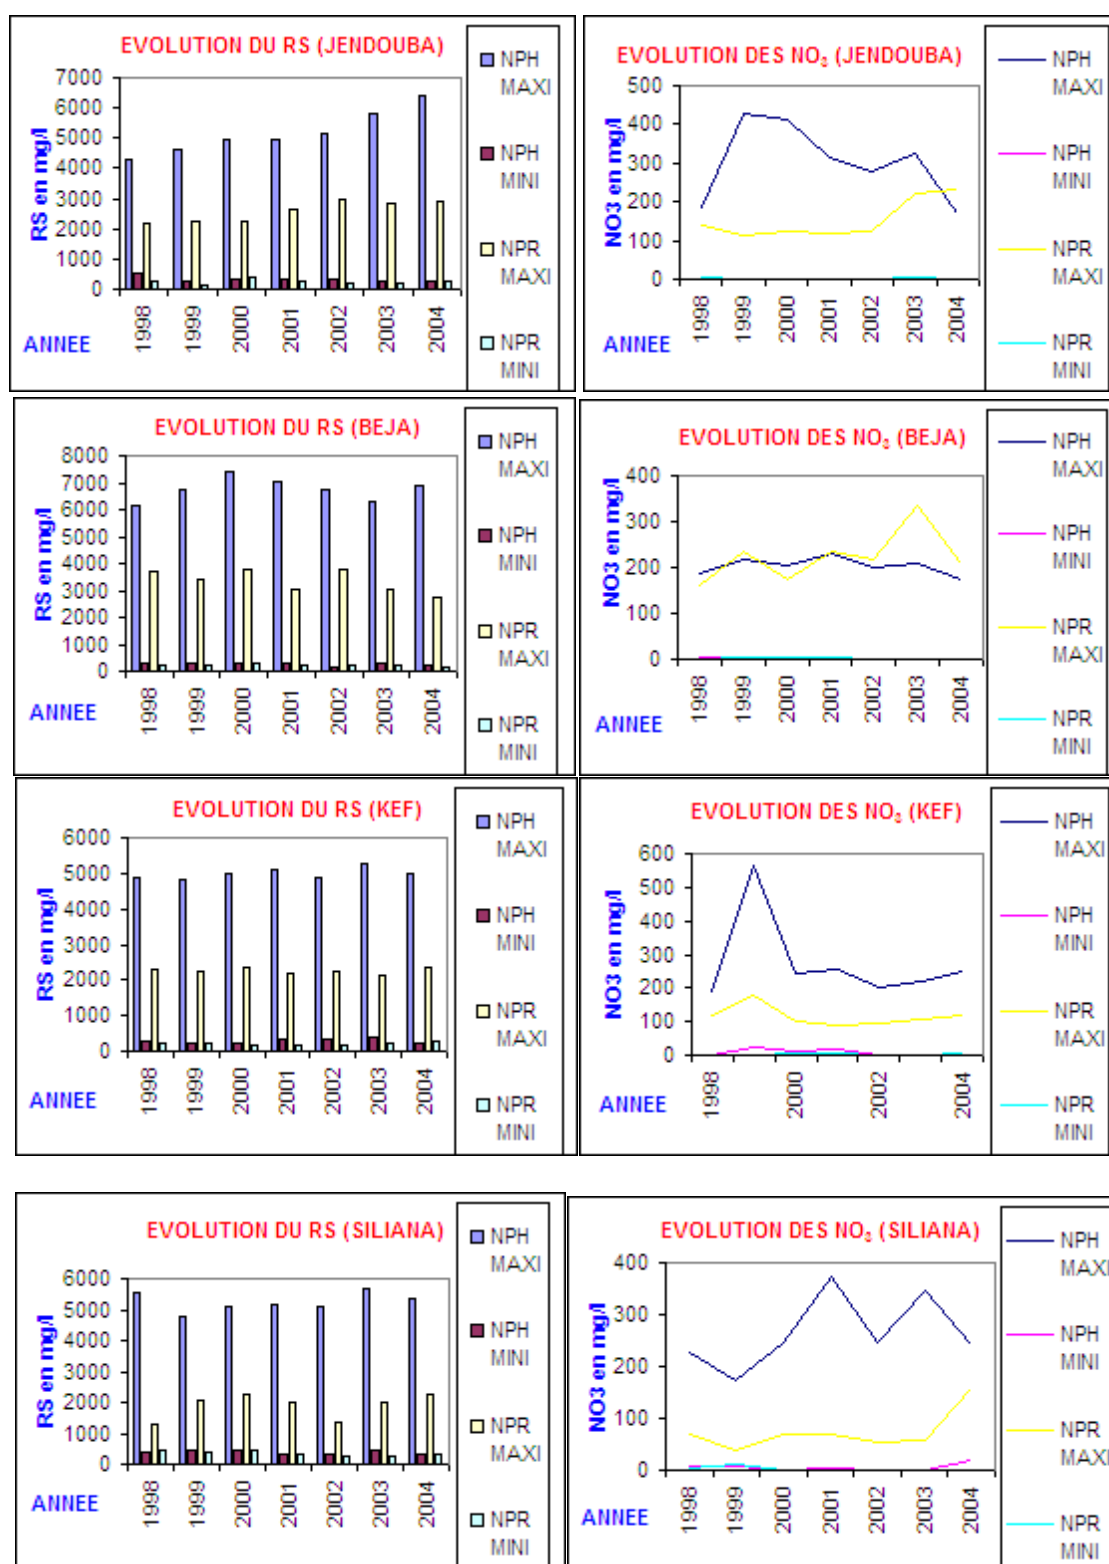 EVOLUTION DU RS (JENDOUBA)
RS en mg/l
7000
6000
5000
4000
3000
2000
1000
0
1998
1999
2000
2001
2002
2003
2004
ANNEE
NPH MAXI
NPH MINI
NPR MAXI
NPR MINI
EVOLUTION DES NO₃ (JENDOUBA)
NO3 en mg/l
500
400
300
200
100
0
1998
1999
2000
2001
2002
2003
2004
ANNEE
NPH MAXI
NPH MINI
NPR MAXI
NPR MINI
EVOLUTION DU RS (BEJA)
RS en mg/l
8000
7000
6000
5000
4000
3000
2000
1000
0
1998
1999
2000
2001
2002
2003
2004
ANNEE
NPH MAXI
NPH MINI
NPR MAXI
NPR MINI
EVOLUTION DES NO₃ (BEJA)
NO3 en mg/l
400
300
200
100
0
1998
1999
2000
2001
2002
2003
2004
ANNEE
NPH MAXI
NPH MINI
NPR MAXI
NPR MINI
EVOLUTION DU RS (KEF)
RS en mg/l
6000
5000
4000
3000
2000
1000
0
1998
1999
2000
2001
2002
2003
2004
ANNEE
NPH MAXI
NPH MINI
NPR MAXI
NPR MINI
EVOLUTION DES NO₃ (KEF)
NO3 en mg/l
600
500
400
300
200
100
0
1998
2000
2001
2002
2004
ANNEE
NPH MAXI
NPH MINI
NPR MAXI
NPR MINI
EVOLUTION DU RS (SILIANA)
RS en mg/l
6000
5000
4000
3000
2000
1000
0
1998
1999
2000
2001
2002
2003
2004
ANNEE
NPH MAXI
NPH MINI
NPR MAXI
NPR MINI
EVOLUTION DES NO₃ (SILIANA)
NO3 en mg/l
400
300
200
100
0
1998
1999
2000
2001
2002
2003
2004
ANNEE
NPH MAXI
NPH MINI
NPR MAXI
NPR MINI